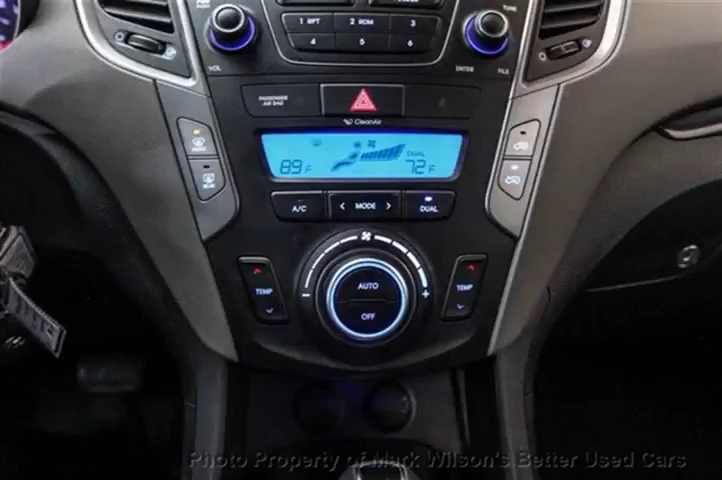 1 RPT 2 RDM 3
4 5 6
VOL
TUNE
ENTER FILE
PASSENGER
AIR BAG
CleanAir
89 F
DUAL
72 F
A/C
< MODE >
DUAL
TEMP
AUTO
OFF
TEMP
- +
Photo Property of Mark Wilson's Better Used Cars